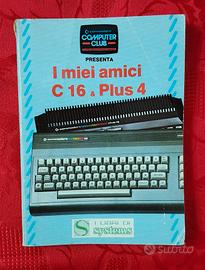 COMPUTER
CLUB
PRESENTA
I miei amici
C 16 & Plus 4
I LIBRI DI
S systems
Subito